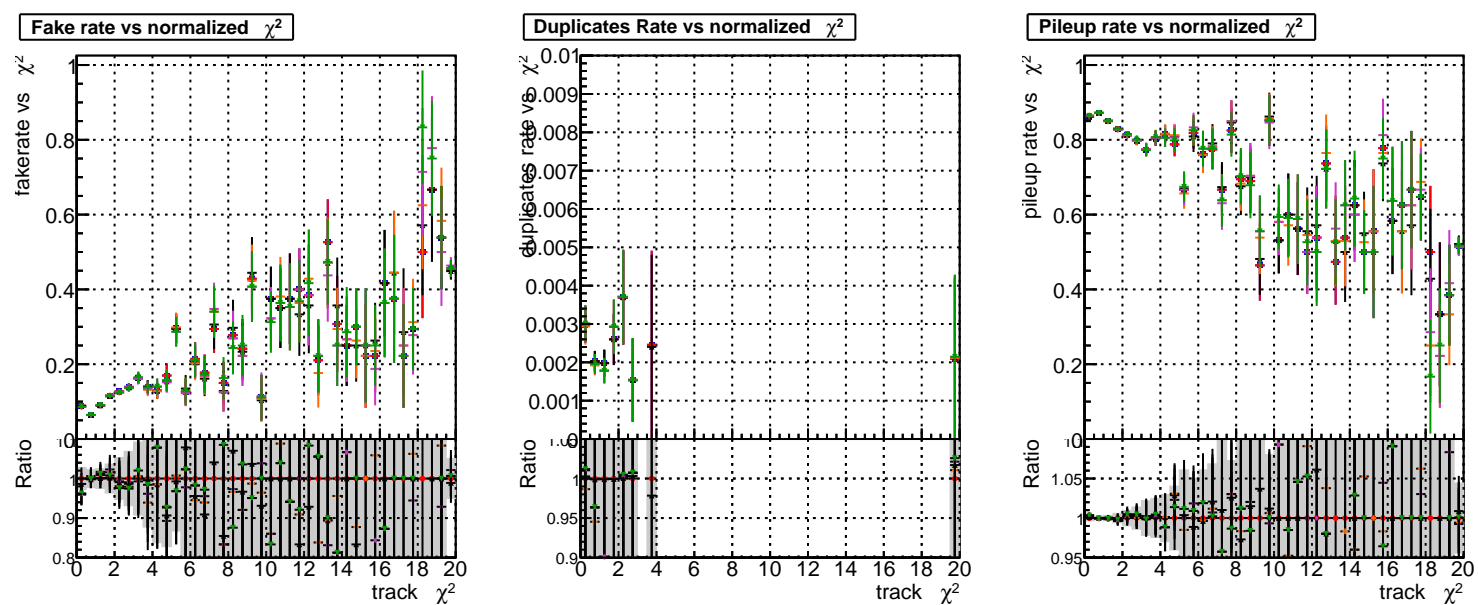 Fake rate vs normalized χ²
fakerate vs χ²
1
0.8
0.6
0.4
0.2
Ratio
1
0.9
0.8
0 2 4 6 8 10 12 14 16 18 20
track χ²
Duplicates Rate vs normalized χ²
duplicates rate vs χ²
0.01
0.009
0.008
0.007
0.006
0.005
0.004
0.003
0.002
0.001
Ratio
1
0.95
0.9
0 2 4 6 8 10 12 14 16 18 20
track χ²
Pileup rate vs normalized χ²
pileup rate vs χ²
1
0.8
0.6
0.4
0.2
Ratio
1.05
1
0.95
0 2 4 6 8 10 12 14 16 18 20
track χ²